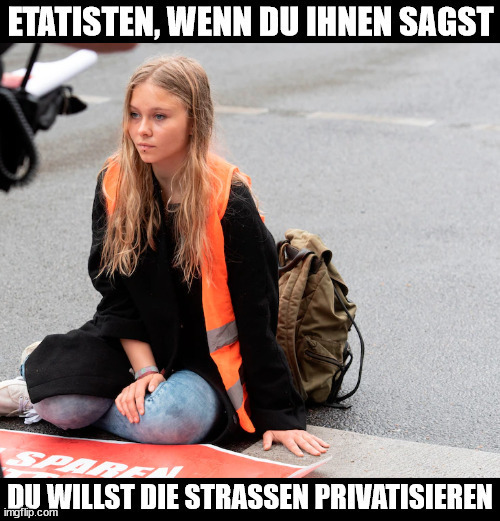 ETATISTEN, WENN DU IHNEN SAGST
SPAREN
DU WILLST DIE STRASSEN PRIVATISIEREN
imgflip.com